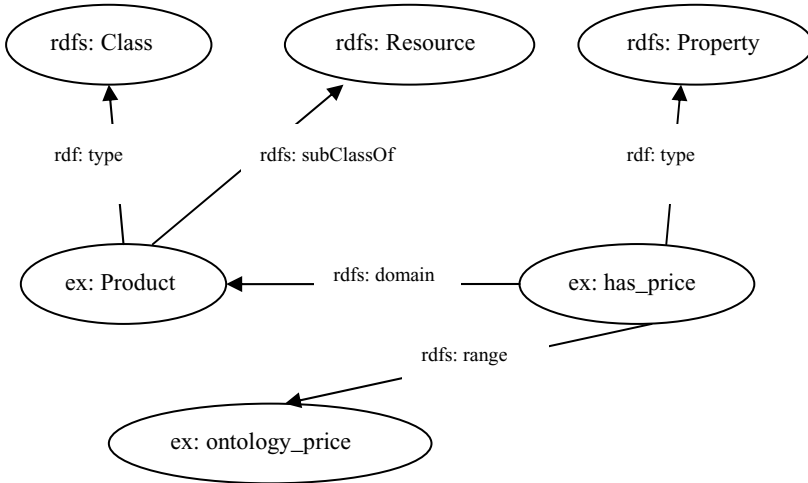 rdfs: Class
rdfs: Resource
rdfs: Property
rdf: type
rdfs: subClassOf
rdf: type
ex: Product
rdfs: domain
ex: has_price
rdfs: range
ex: ontology_price